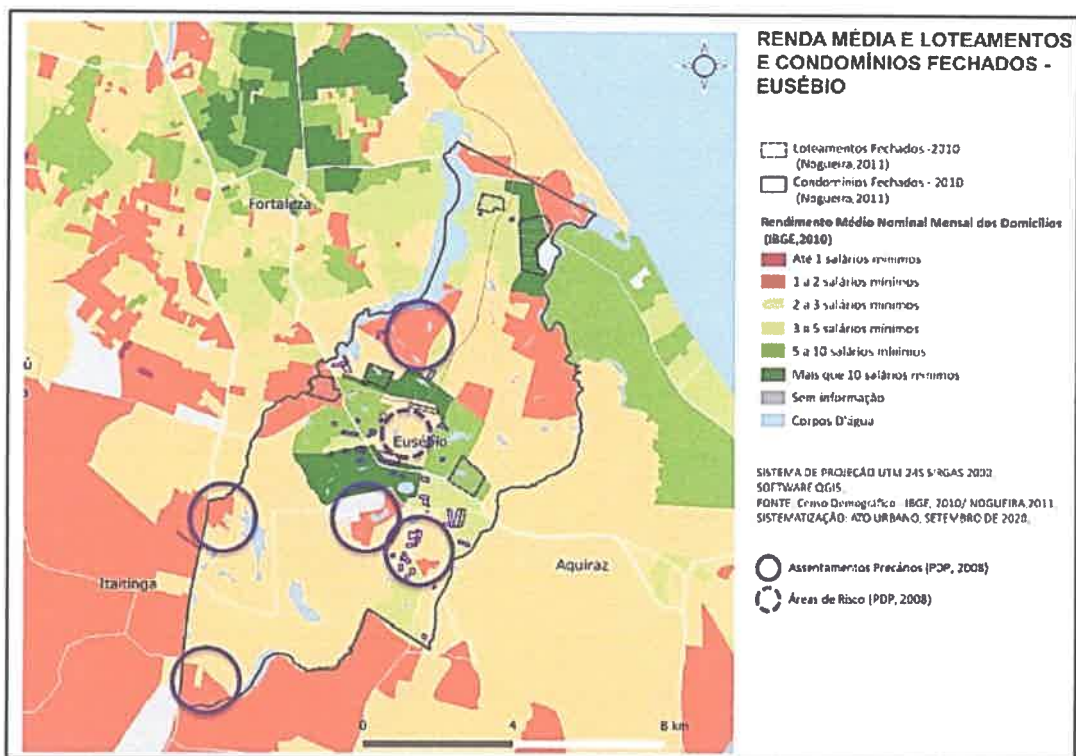 RENDA MÉDIA E LOTEAMENTOS
E CONDOMÍNIOS FECHADOS -
EUSÉBIO
Loteamentos Fechados - 2010
(Nogueira, 2011)
Condomínios Fechados - 2010
(Nogueira, 2011)
Rendimento Médio Nominal Mensal dos Domicílios
(IBGE, 2010)
Até 1 salários mínimos
1 a 2 salários mínimos
2 a 3 salários mínimos
3 a 5 salários mínimos
5 a 10 salários mínimos
Mais que 10 salários mínimos
Sem informação
Corpos D'água
SISTEMA DE PROJEÇÃO UTM 24S SIRGAS 2000.
SOFTWARE QGIS.
FONTE: Censo Demográfico - IBGE, 2010/ NOGUEIRA, 2011.
SISTEMATIZAÇÃO: ATO URBANO, SETEMBRO DE 2020.
Assentamentos Precários (PDP, 2008)
Áreas de Risco (PDP, 2008)
Fortaleza
Eusébio
Aquiraz
Itaitinga
ú
0 4 8 km